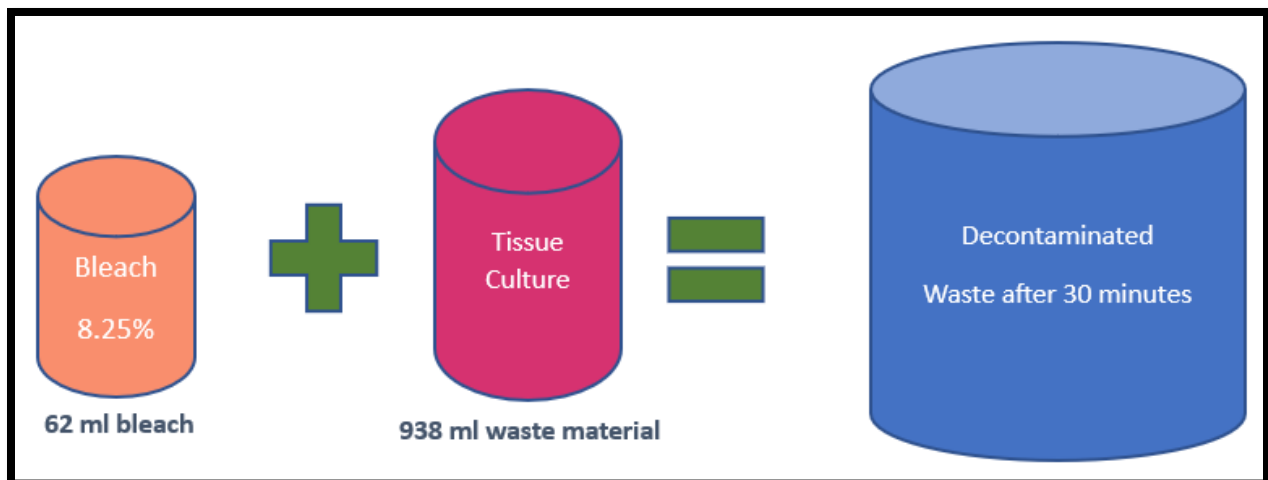 Bleach
8.25%
62 ml bleach
Tissue
Culture
938 ml waste material
Decontaminated
Waste after 30 minutes